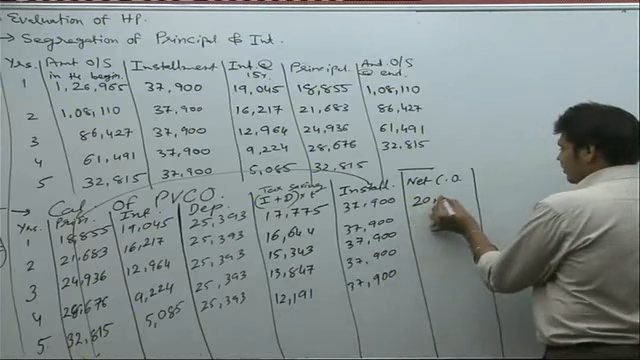 Evaluation of HP.
→ Segregation of Principl & Int.
Yrs. Amt O/S in the begin. Installment Int.@ 15%. Principl. Amt. O/S @ end.
1 1,26,965 37,900 19,045 18,855 1,08,110
2 1,08,110 37,900 16,217 21,683 86,427
3 86,427 37,900 12,964 24,936 61,491
4 61,491 37,900 9,224 28,676 32,815
5 32,815 37,900 5,085 32,815
→ Cal. of PVCO.
Yrs. Prin. Int. Dep. Tax saving (I+D)×t Install. Net C.O.
1 18,855 19,045 25,393 17,775 37,900 20,
2 21,683 16,217 25,393 16,644 37,900
3 24,936 12,964 25,393 15,343 37,900
4 28,676 9,224 25,393 13,847 37,900
5 32,815 5,085 25,393 12,191 37,900